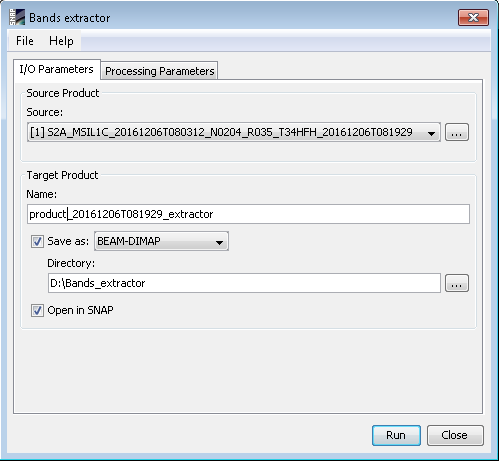 Bands extractor
File Help
I/O Parameters Processing Parameters
Source Product
Source:
[1] S2A_MSIL1C_20161206T080312_N0204_R035_T34HFH_20161206T081929 ...
Target Product
Name:
product_20161206T081929_extractor
Save as: BEAM-DIMAP
Directory:
D:\Bands_extractor ...
Open in SNAP
Run Close